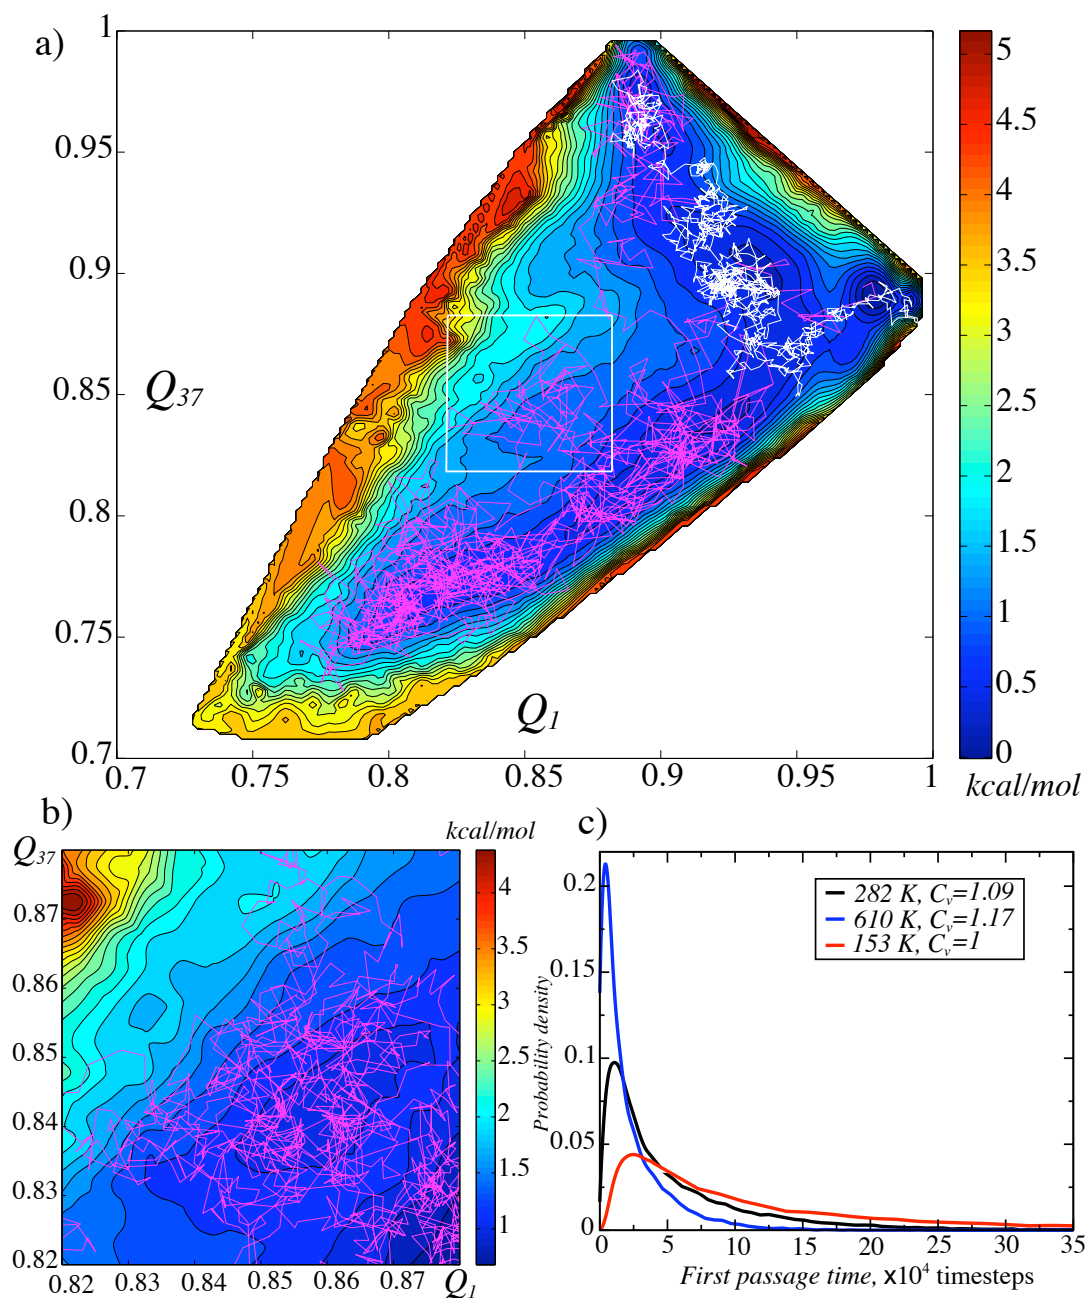 a)
1
0.95
0.9
0.85
0.8
0.75
0.7
Q37
Q1
0.7 0.75 0.8 0.85 0.9 0.95 1
5
4.5
4
3.5
3
2.5
2
1.5
1
0.5
0
kcal/mol
b)
Q37
kcal/mol
0.87
0.86
0.85
0.84
0.83
0.82
0.82 0.83 0.84 0.85 0.86 0.87
Q1
4
3.5
3
2.5
2
1.5
1
c)
0.2
0.15
0.1
0.05
0
Probability density
282 K, Cv=1.09
610 K, Cv=1.17
153 K, Cv=1
0 5 10 15 20 25 30 35
First passage time, x10⁴ timesteps